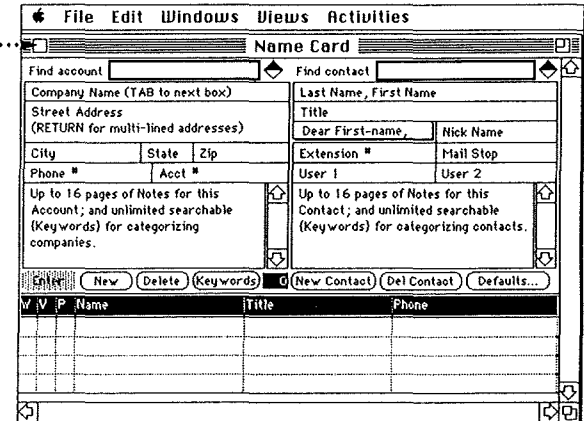 File Edit Windows Views Activities
Name Card
Find account
Find contact
Company Name (TAB to next box)
Last Name, First Name
Street Address
(RETURN for multi-lined addresses)
Title
Dear First-name,
Nick Name
City State Zip
Extension #
Mail Stop
Phone # Acct #
User 1
User 2
Up to 16 pages of Notes for this
Account; and unlimited searchable
{Keywords} for categorizing
companies.
Up to 16 pages of Notes for this
Contact; and unlimited searchable
{Keywords} for categorizing contacts.
Enter New Delete {Keywords} 0 New Contact Del Contact Defaults...
W V P Name Title Phone